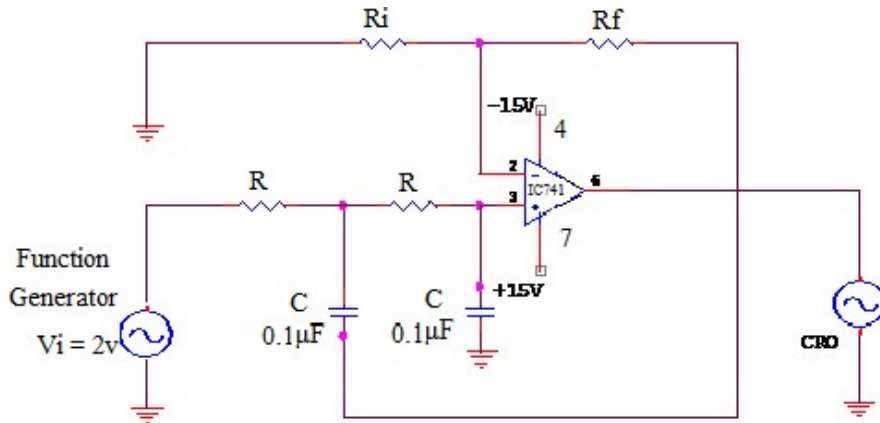 Ri
Rf
-15V
4
2
IC741
6
3
7
+15V
R
R
Function
Generator
Vi = 2v
C
0.1µF
C
0.1µF
CRO